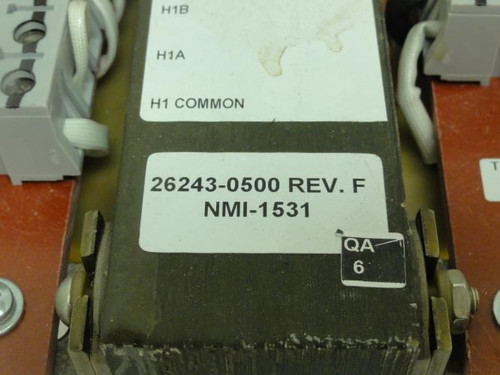 H1B
H1A
H1 COMMON
26243-0500 REV. F
NMI-1531
QA
6
T